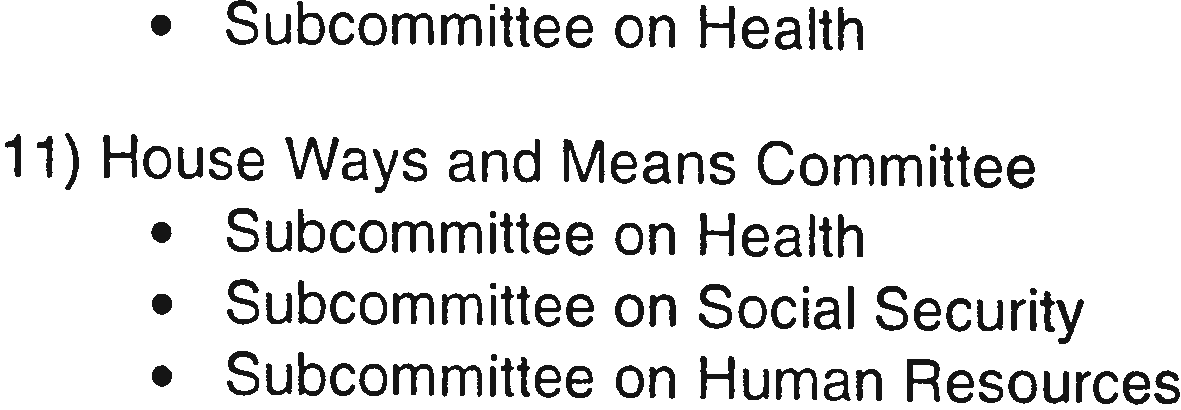 • Subcommittee on Health
11) House Ways and Means Committee
• Subcommittee on Health
• Subcommittee on Social Security
• Subcommittee on Human Resources